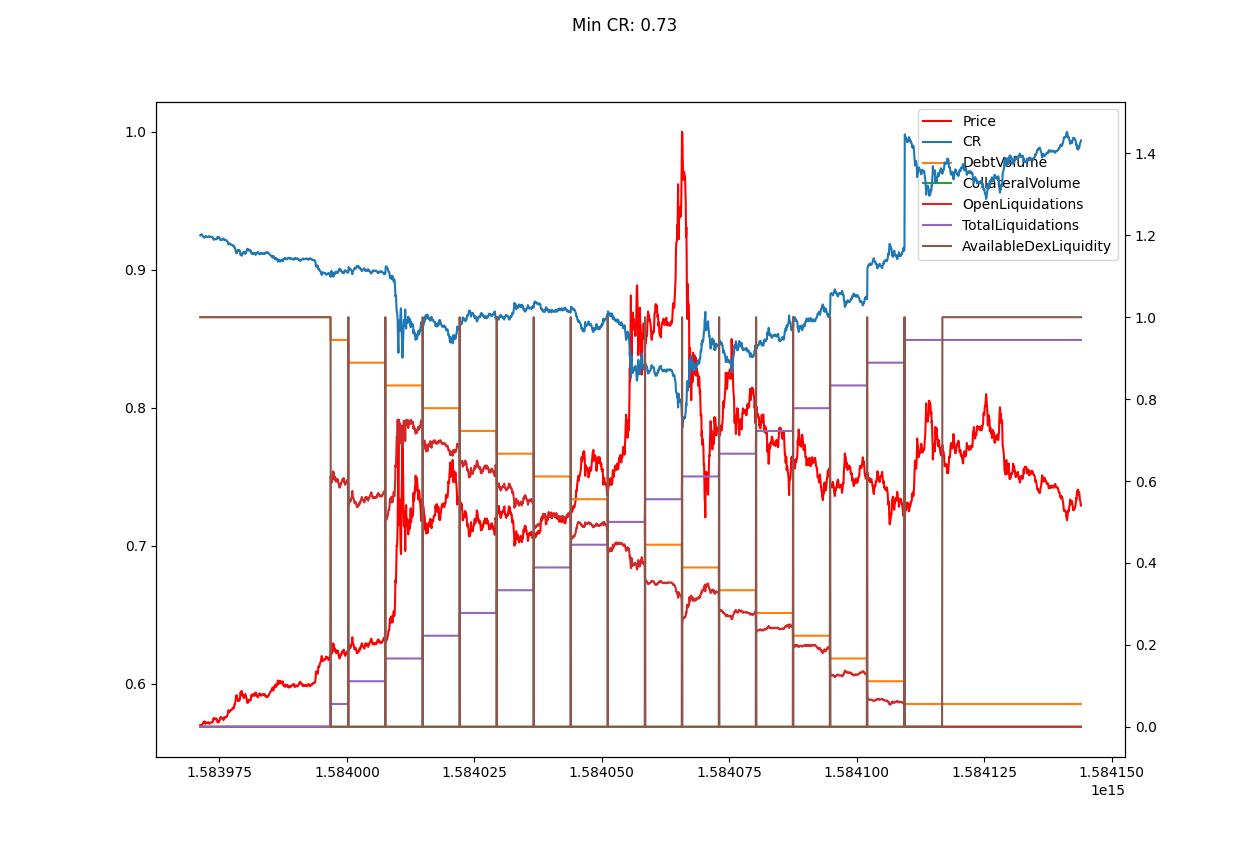 Min CR: 0.73
Price
CR
DebtVolume
CollateralVolume
OpenLiquidations
TotalLiquidations
AvailableDexLiquidity
1.0
0.9
0.8
0.7
0.6
1.4
1.2
1.0
0.8
0.6
0.4
0.2
0.0
1.583975 1.584000 1.584025 1.584050 1.584075 1.584100 1.584125 1.584150
1e15